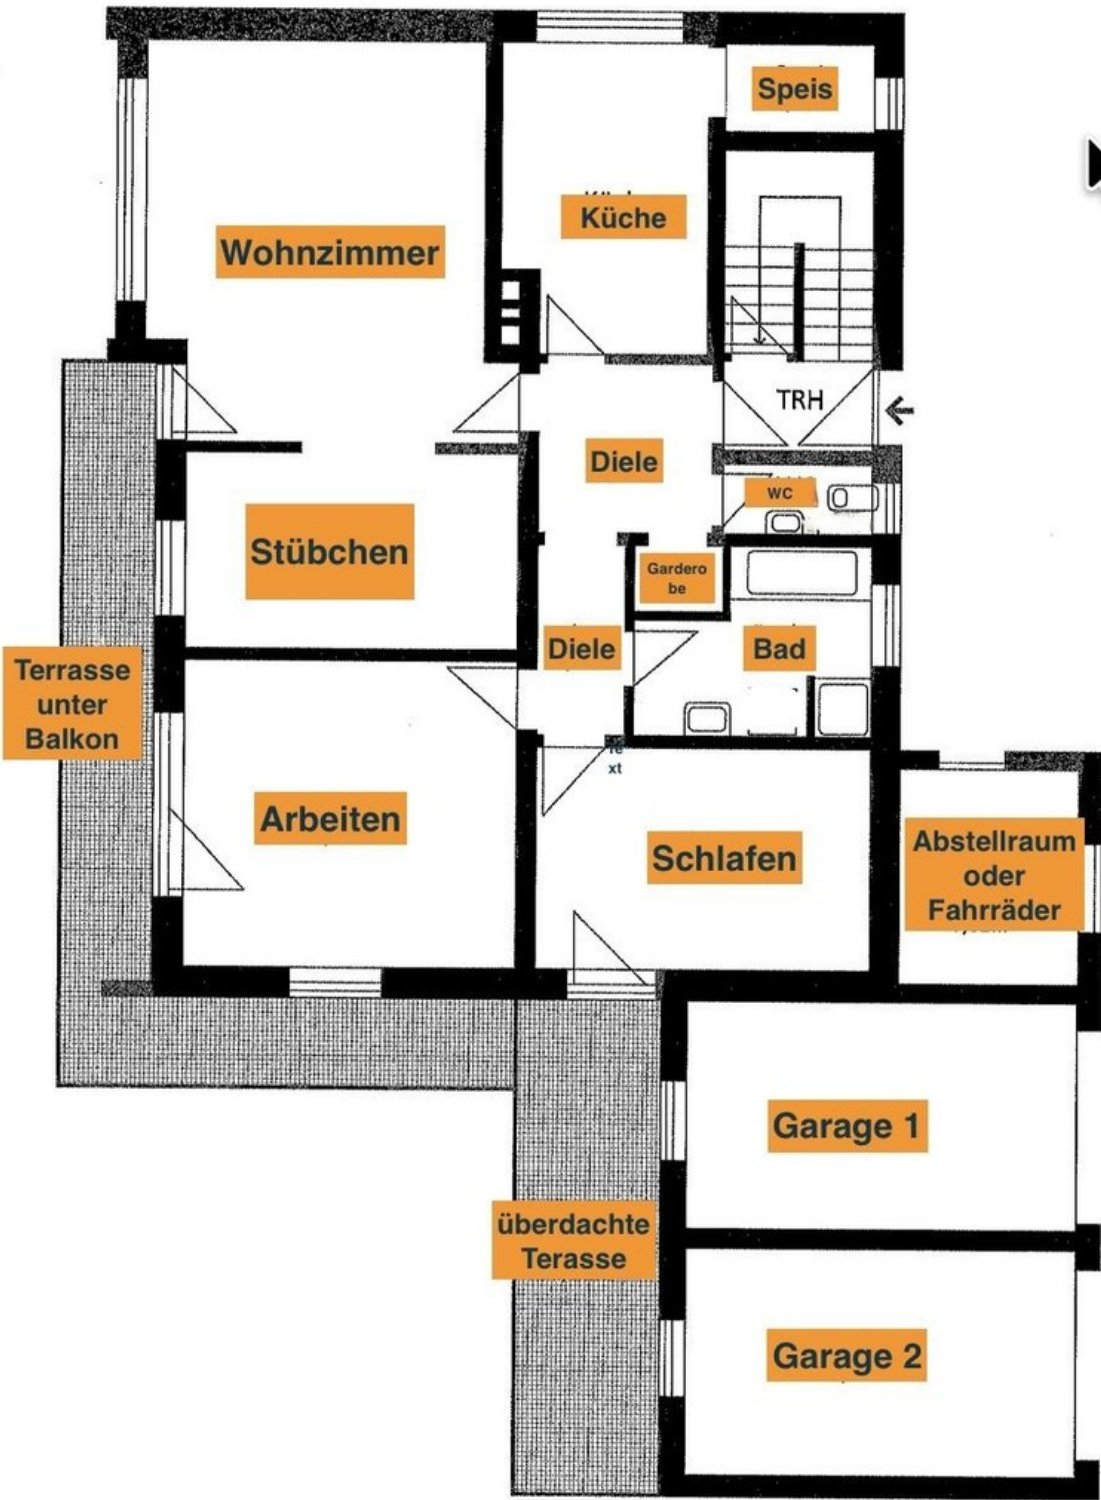 Speis
Küche
Wohnzimmer
TRH
Diele
WC
Stübchen
Gardero
be
Diele
Bad
Terrasse
unter
Balkon
xt
Arbeiten
Schlafen
Abstellraum
oder
Fahrräder
Garage 1
überdachte
Terasse
Garage 2